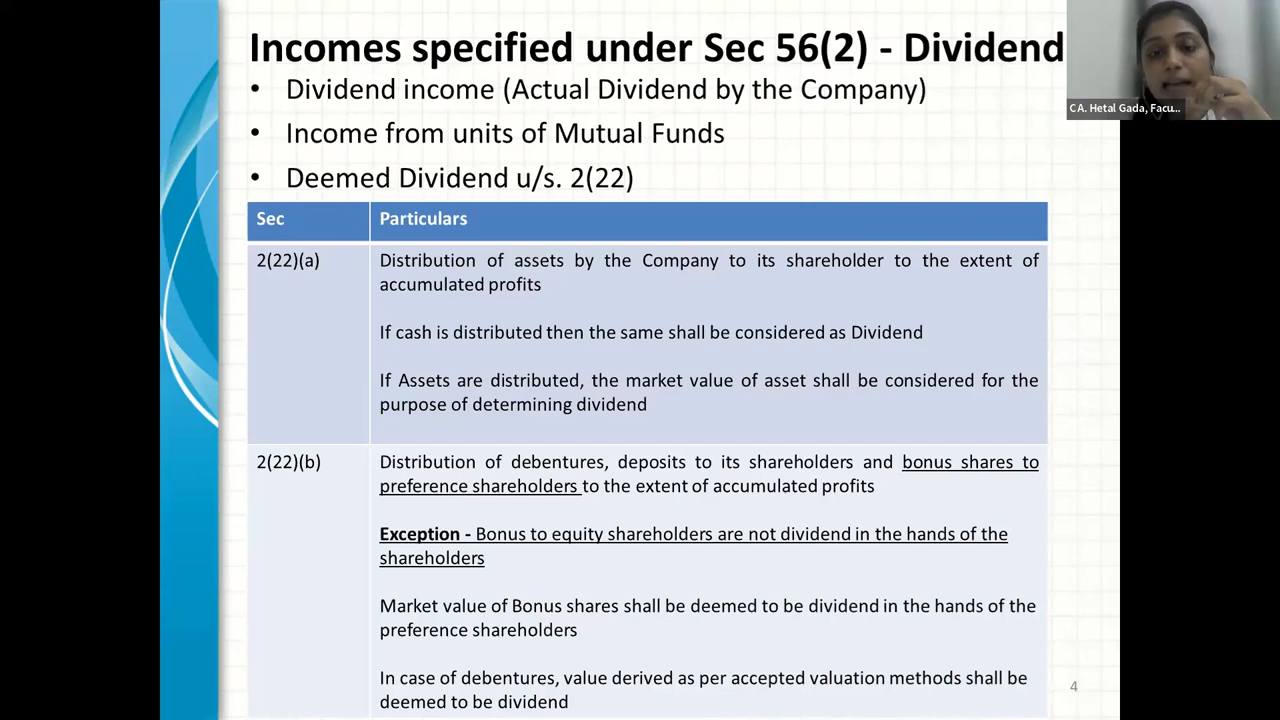 Incomes specified under Sec 56(2) - Dividend
• Dividend income (Actual Dividend by the Company)
• Income from units of Mutual Funds
• Deemed Dividend u/s. 2(22)
CA. Hetal Gada, Facu...
Sec Particulars
2(22)(a) Distribution of assets by the Company to its shareholder to the extent of
accumulated profits
If cash is distributed then the same shall be considered as Dividend
If Assets are distributed, the market value of asset shall be considered for the
purpose of determining dividend
2(22)(b) Distribution of debentures, deposits to its shareholders and bonus shares to
preference shareholders to the extent of accumulated profits
Exception - Bonus to equity shareholders are not dividend in the hands of the
shareholders
Market value of Bonus shares shall be deemed to be dividend in the hands of the
preference shareholders
In case of debentures, value derived as per accepted valuation methods shall be
deemed to be dividend
4